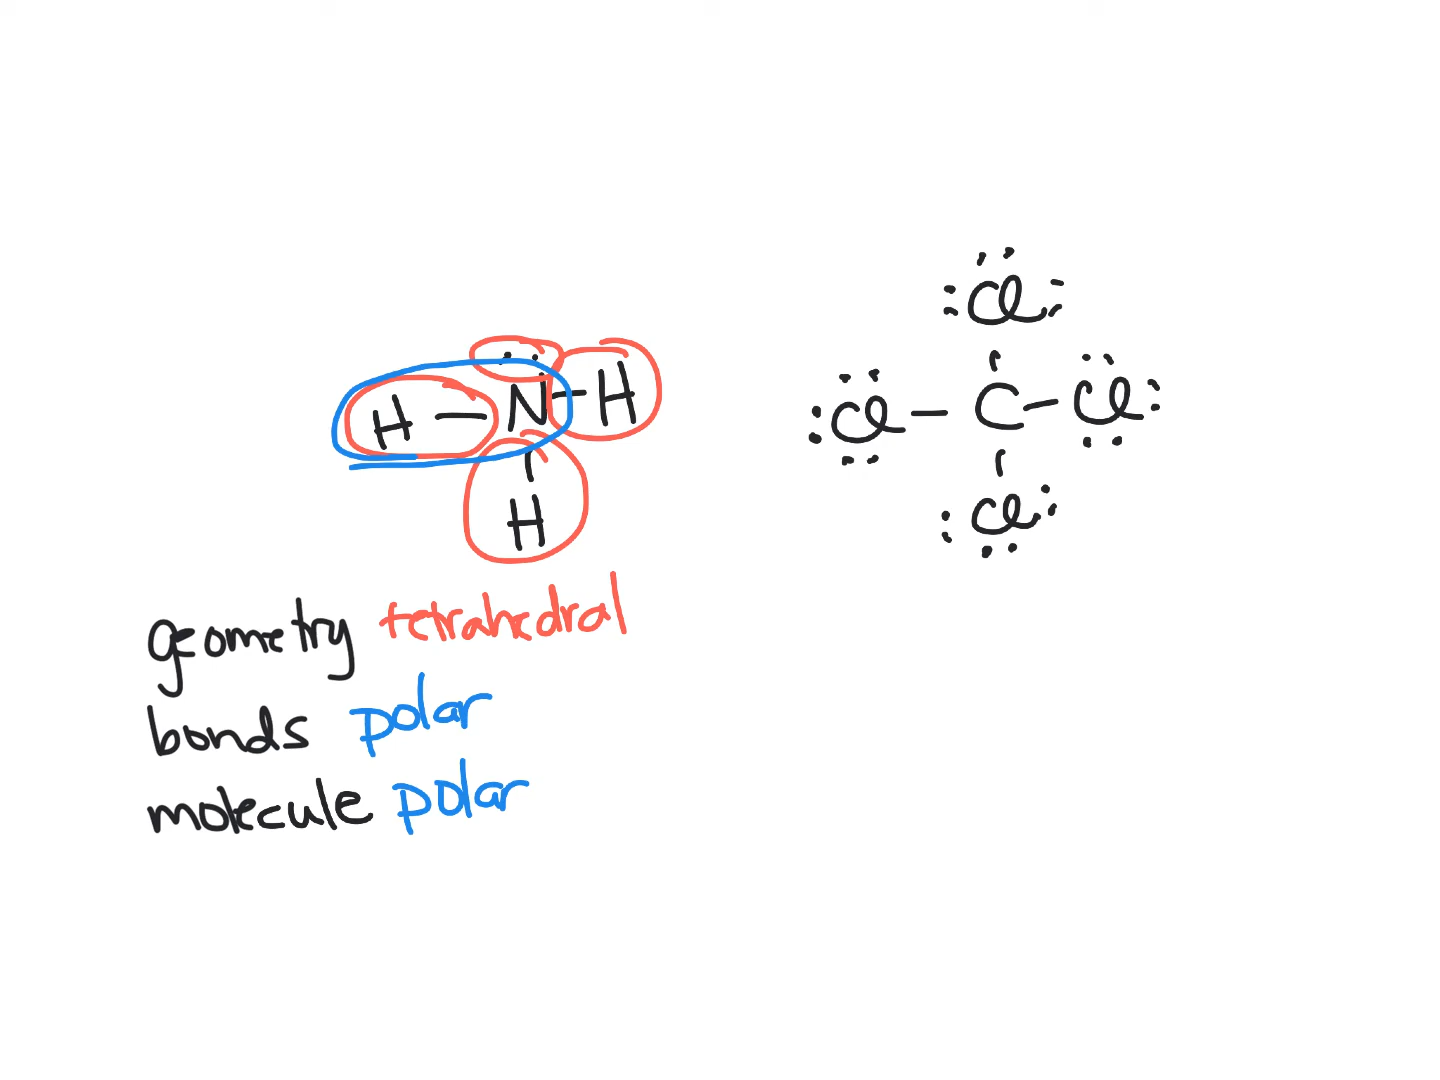 Cl
H — N — H
H
Cl — C — Cl
Cl
geometry tetrahedral
bonds polar
molecule polar